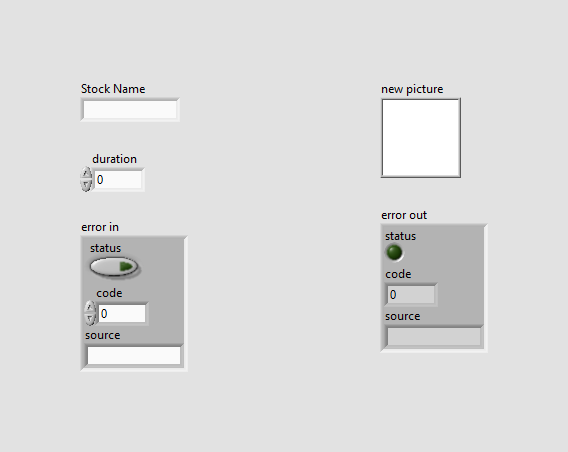 Stock Name
duration
0
error in
status
code
0
source
new picture
error out
status
code
0
source